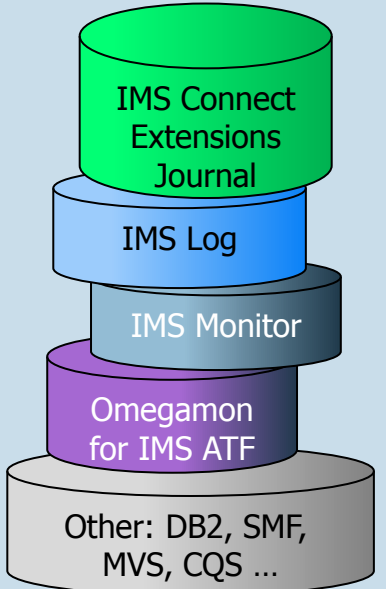 IMS Connect
Extensions
Journal
IMS Log
IMS Monitor
Omegamon
for IMS ATF
Other: DB2, SMF,
MVS, CQS ...